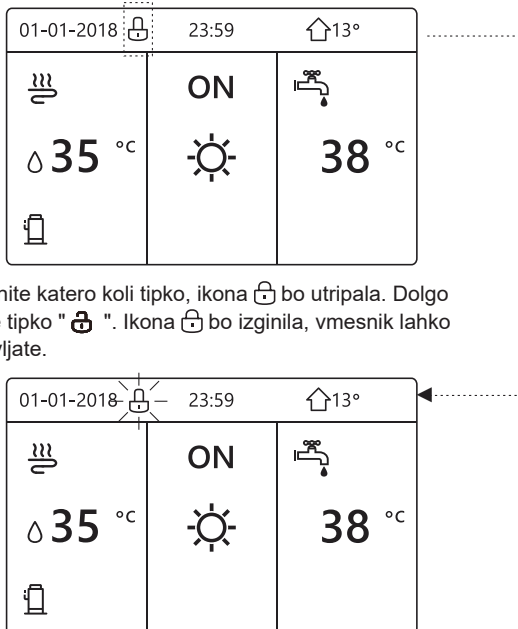 01-01-2018 23:59 13°
ON
35 °C 38 °C
nite katero koli tipko, ikona bo utripala. Dolgo
e tipko " ". Ikona bo izginila, vmesnik lahko
ljate.
01-01-2018 23:59 13°
ON
35 °C 38 °C